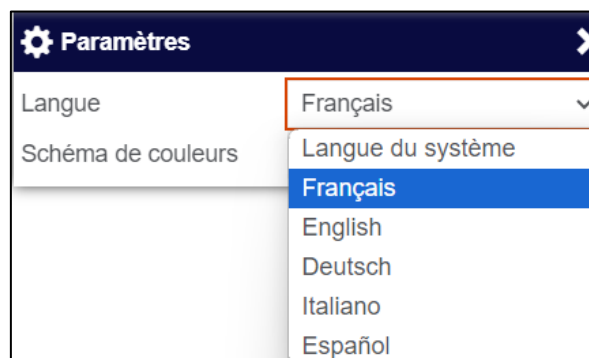 Paramètres
Langue
Français
Schéma de couleurs
Langue du système
Français
English
Deutsch
Italiano
Español